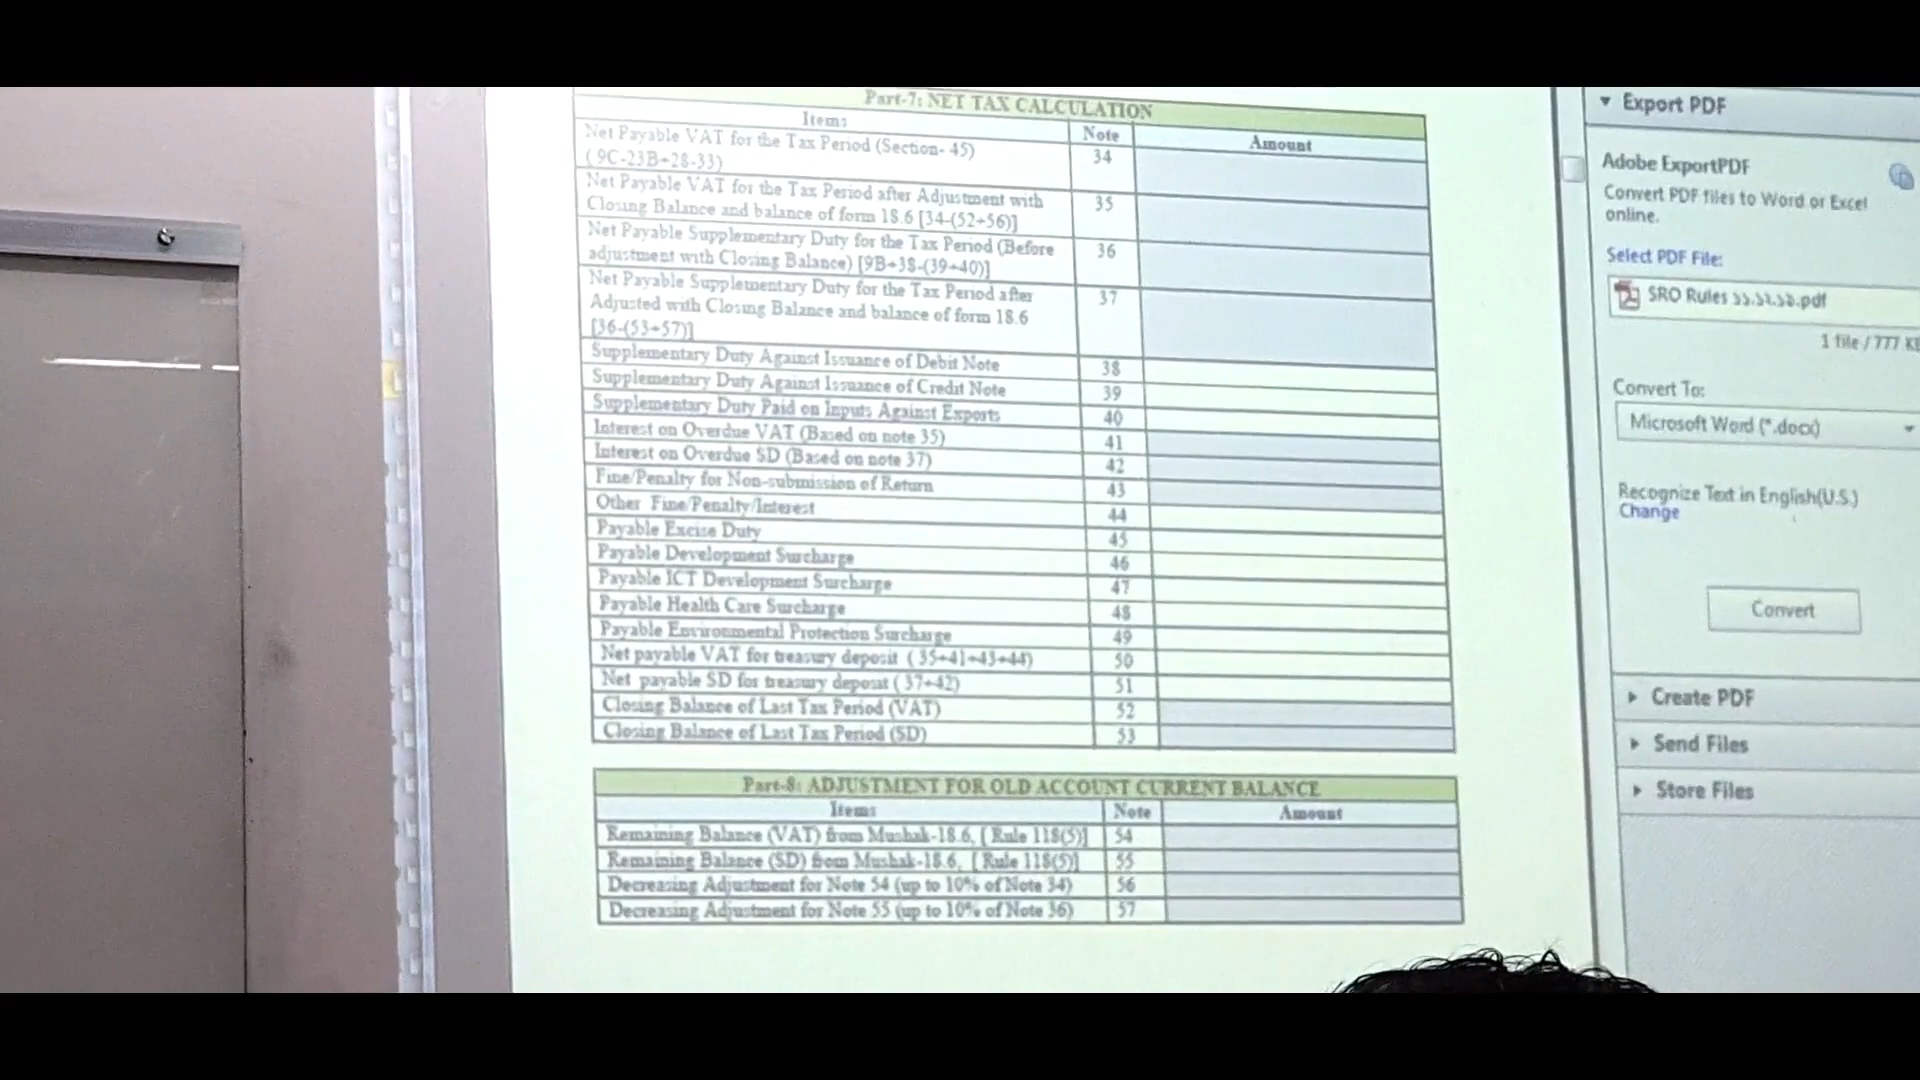 Part-7: NET TAX CALCULATION
Items Note Amount
Net Payable VAT for the Tax Period (Section- 45)
(9C-23B+28-33) 34
Net Payable VAT for the Tax Period after Adjustment with
Closing Balance and balance of form 18.6 [34-(52+56)] 35
Net Payable Supplementary Duty for the Tax Period (Before
adjustment with Closing Balance) [9B+38-(39+40)] 36
Net Payable Supplementary Duty for the Tax Period after
Adjusted with Closing Balance and balance of form 18.6
[36-(53+57)] 37
Supplementary Duty Against Issuance of Debit Note 38
Supplementary Duty Against Issuance of Credit Note 39
Supplementary Duty Paid on Inputs Against Exports 40
Interest on Overdue VAT (Based on note 35) 41
Interest on Overdue SD (Based on note 37) 42
Fine/Penalty for Non-submission of Return 43
Other Fine/Penalty/Interest 44
Payable Excise Duty 45
Payable Development Surcharge 46
Payable ICT Development Surcharge 47
Payable Health Care Surcharge 48
Payable Environmental Protection Surcharge 49
Net payable VAT for treasury deposit (35+41+43+44) 50
Net payable SD for treasury deposit (37+42) 51
Closing Balance of Last Tax Period (VAT) 52
Closing Balance of Last Tax Period (SD) 53
Part-8: ADJUSTMENT FOR OLD ACCOUNT CURRENT BALANCE
Items Note Amount
Remaining Balance (VAT) from Mushak-18.6, [ Rule 118(5)] 54
Remaining Balance (SD) from Mushak-18.6, [ Rule 118(5)] 55
Decreasing Adjustment for Note 54 (up to 10% of Note 34) 56
Decreasing Adjustment for Note 55 (up to 10% of Note 36) 57
Export PDF
Adobe ExportPDF
Convert PDF files to Word or Excel
online.
Select PDF File:
SRO Rules .pdf
1 file / 777 KB
Convert To:
Microsoft Word (*.docx)
Recognize Text in English(U.S.)
Change
Convert
Create PDF
Send Files
Store Files